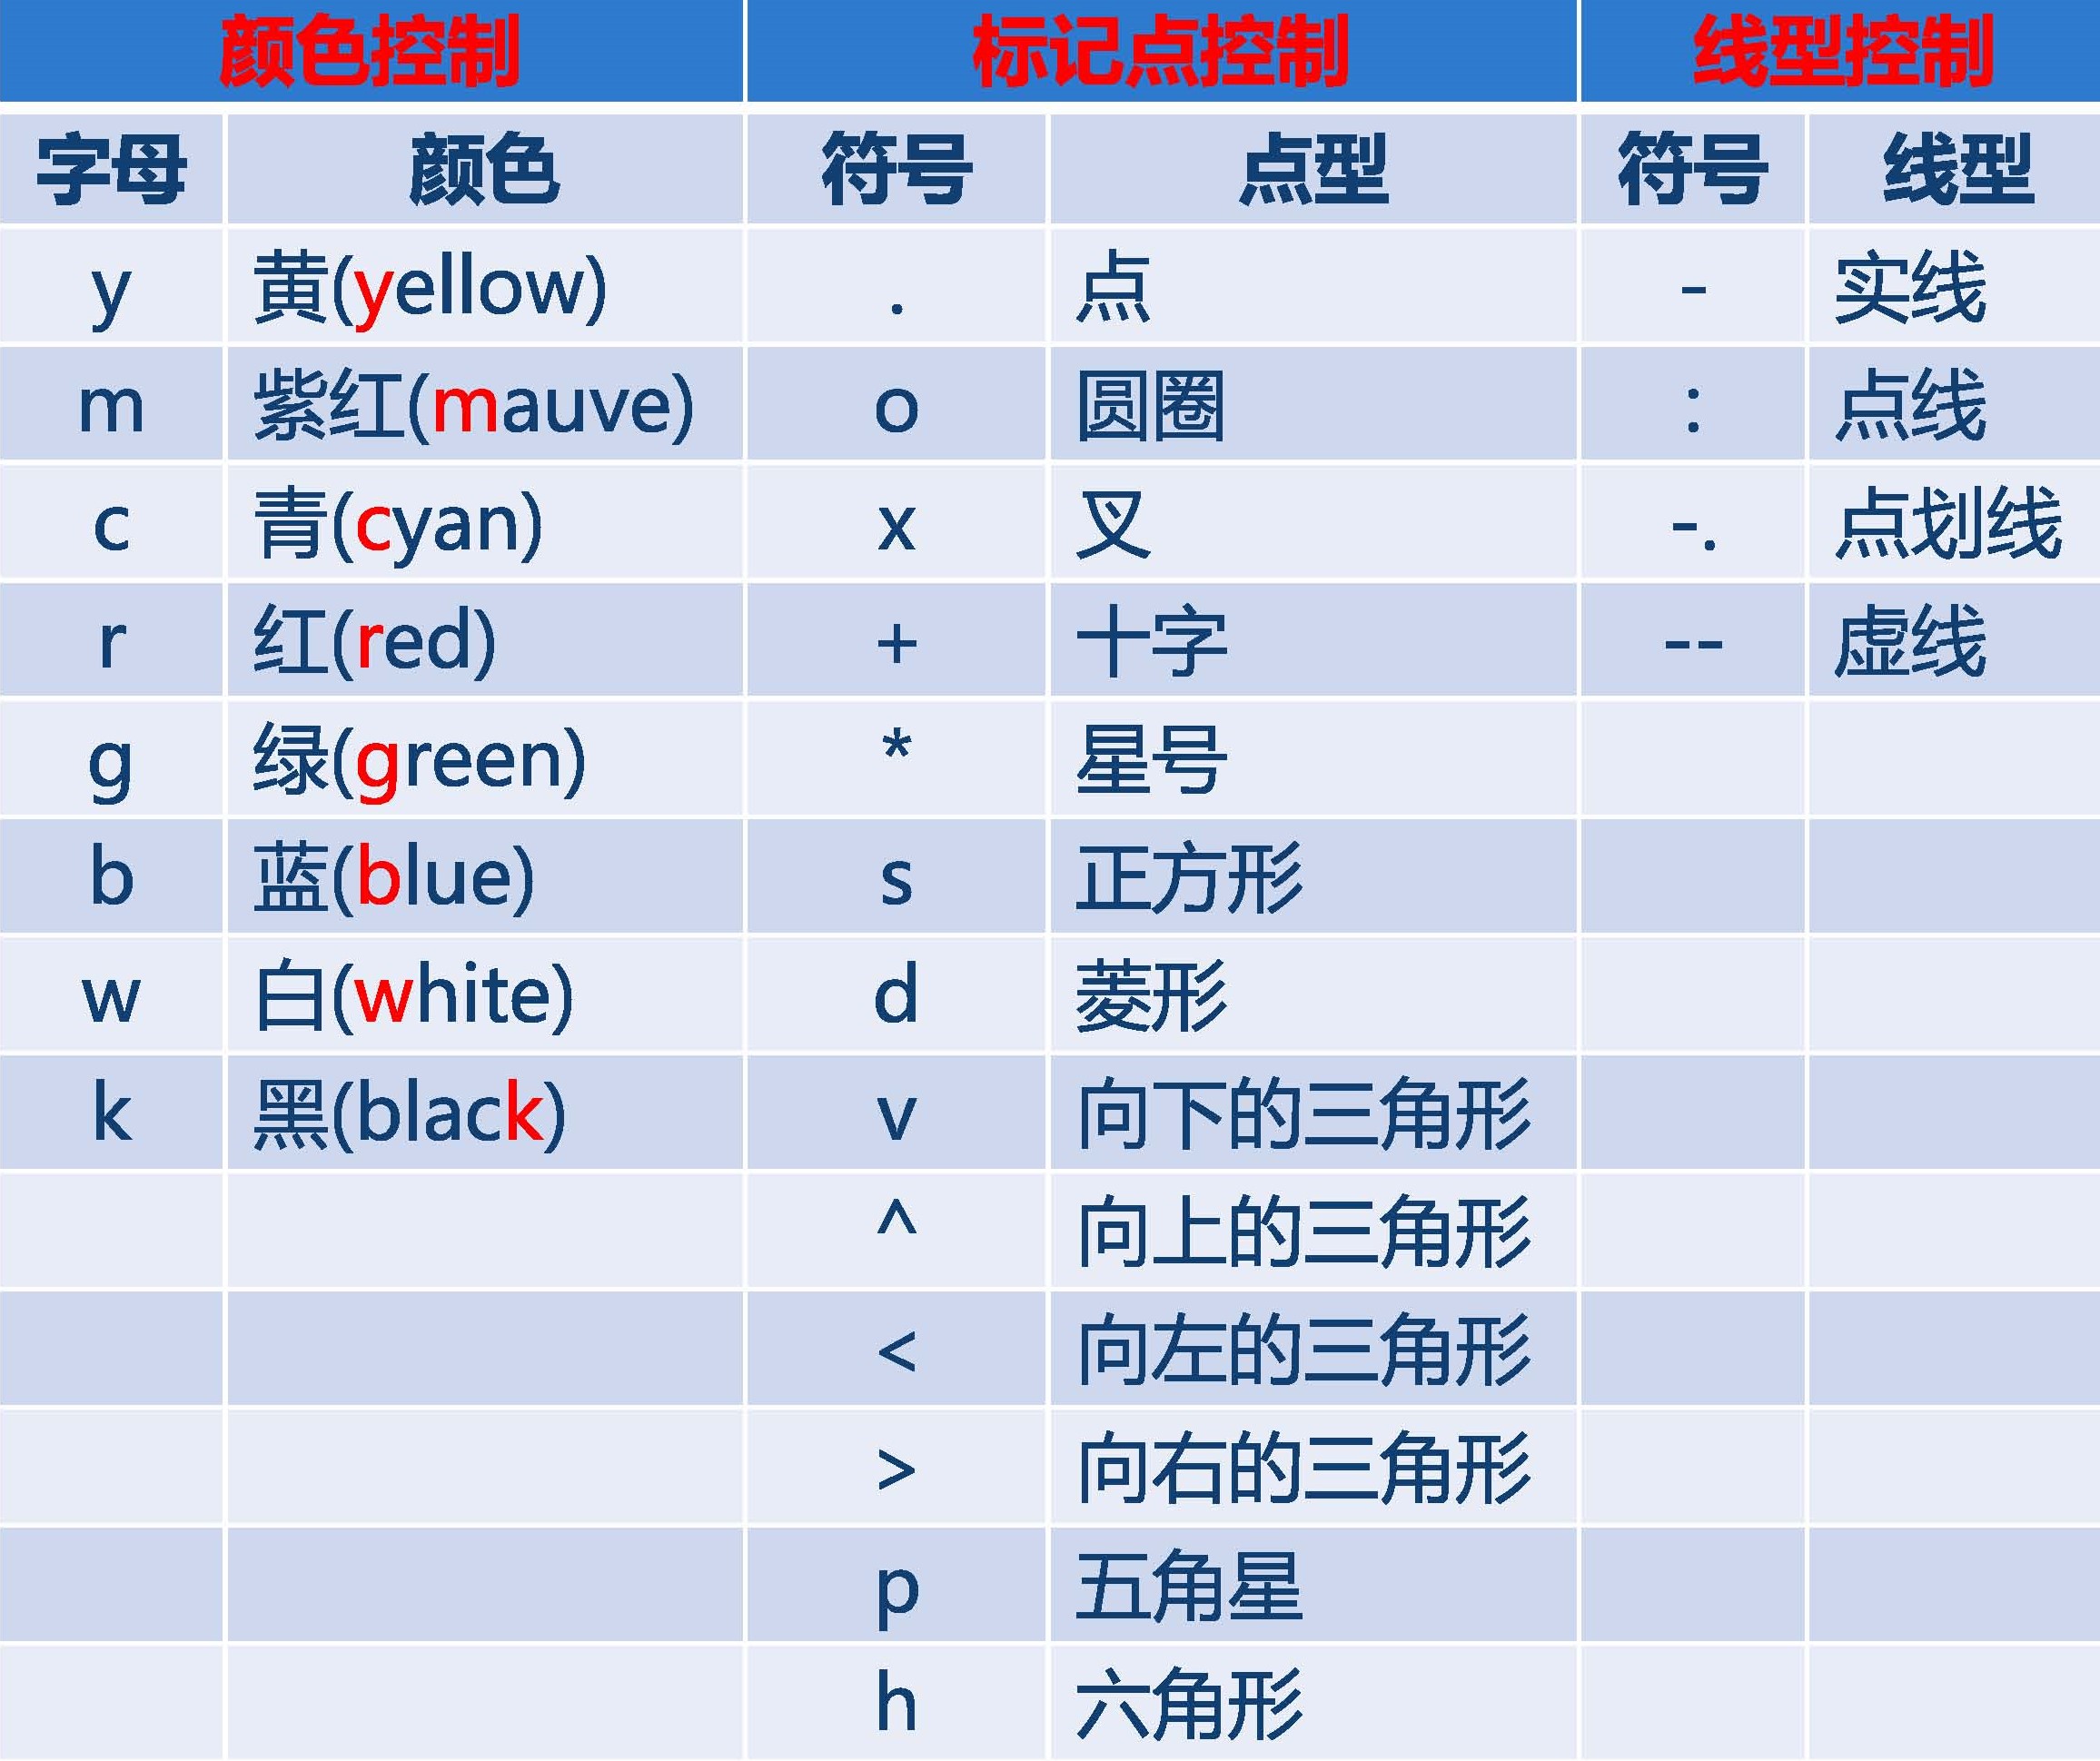 颜色控制 标记点控制 线型控制
字母 颜色 符号 点型 符号 线型
y 黄(yellow) . 点 - 实线
m 紫红(mauve) o 圆圈 : 点线
c 青(cyan) x 叉 -. 点划线
r 红(red) + 十字 -- 虚线
g 绿(green) * 星号
b 蓝(blue) s 正方形
w 白(white) d 菱形
k 黑(black) v 向下的三角形
^ 向上的三角形
< 向左的三角形
> 向右的三角形
p 五角星
h 六角形